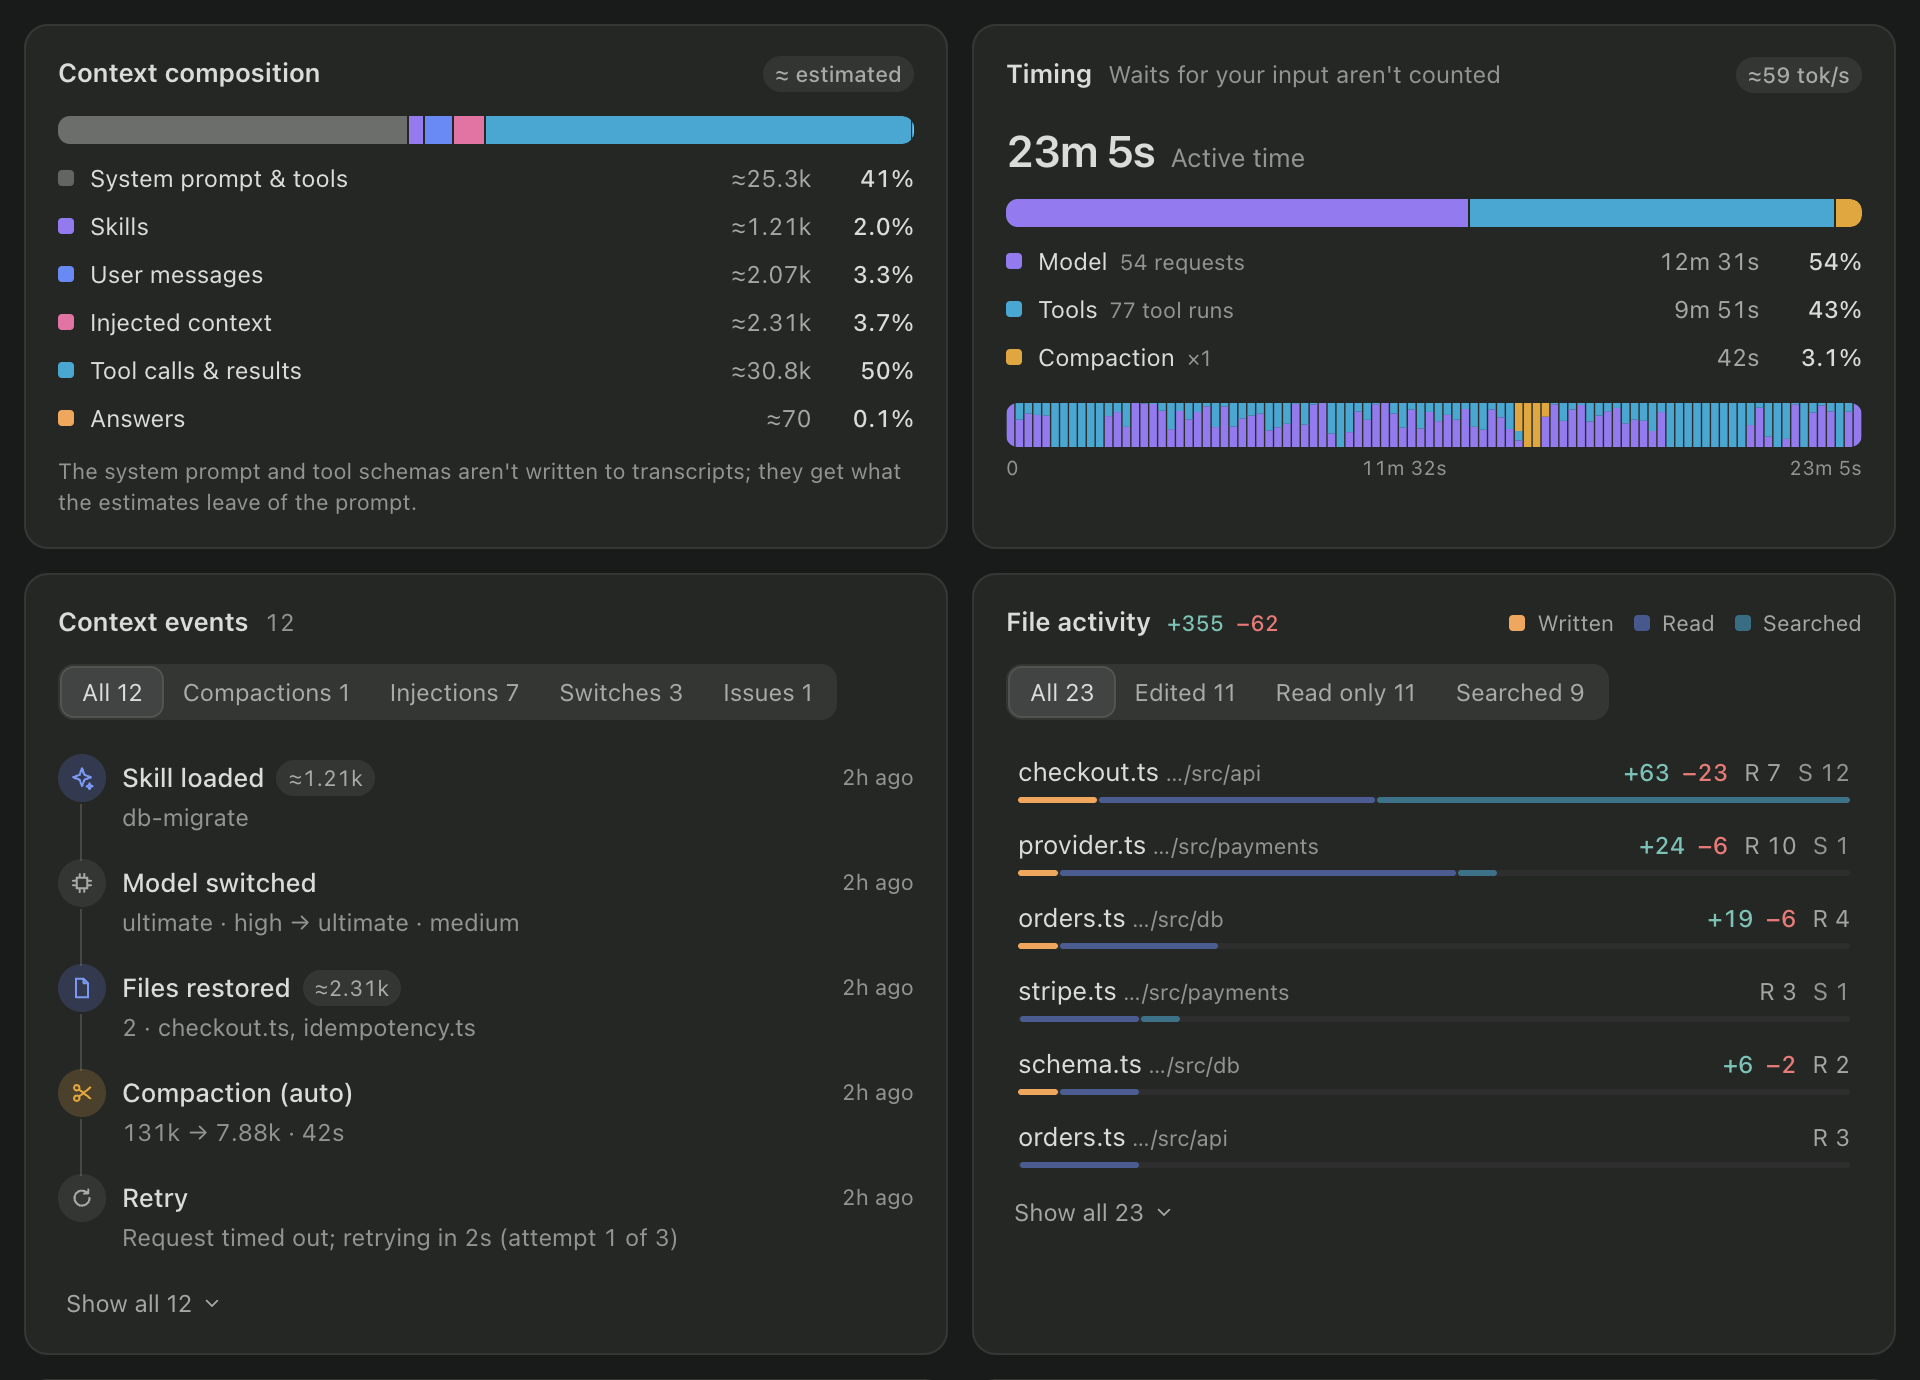 Context composition
≈ estimated
System prompt & tools ≈25.3k 41%
Skills ≈1.21k 2.0%
User messages ≈2.07k 3.3%
Injected context ≈2.31k 3.7%
Tool calls & results ≈30.8k 50%
Answers ≈70 0.1%
The system prompt and tool schemas aren't written to transcripts; they get what
the estimates leave of the prompt.
Timing Waits for your input aren't counted ≈59 tok/s
23m 5s Active time
Model 54 requests 12m 31s 54%
Tools 77 tool runs 9m 51s 43%
Compaction ×1 42s 3.1%
0 11m 32s 23m 5s
Context events 12
All 12 Compactions 1 Injections 7 Switches 3 Issues 1
Skill loaded ≈1.21k 2h ago
db-migrate
Model switched 2h ago
ultimate · high → ultimate · medium
Files restored ≈2.31k 2h ago
2 · checkout.ts, idempotency.ts
Compaction (auto) 2h ago
131k → 7.88k · 42s
Retry 2h ago
Request timed out; retrying in 2s (attempt 1 of 3)
Show all 12
File activity +355 −62 Written Read Searched
All 23 Edited 11 Read only 11 Searched 9
checkout.ts .../src/api +63 −23 R 7 S 12
provider.ts .../src/payments +24 −6 R 10 S 1
orders.ts .../src/db +19 −6 R 4
stripe.ts .../src/payments R 3 S 1
schema.ts .../src/db +6 −2 R 2
orders.ts .../src/api R 3
Show all 23